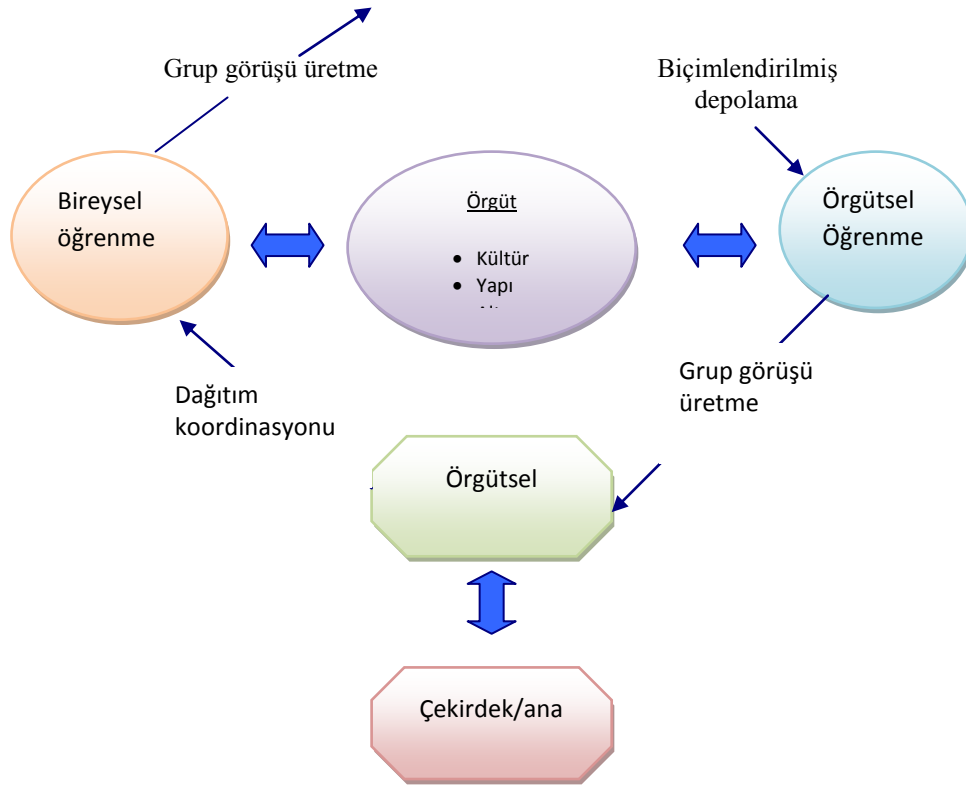 Grup görüşü üretme
Biçimlendirilmiş
depolama
Bireysel
öğrenme
Örgüt
• Kültür
• Yapı
Örgütsel
Öğrenme
Dağıtım
koordinasyonu
Grup görüşü
üretme
Örgütsel
Çekirdek/ana